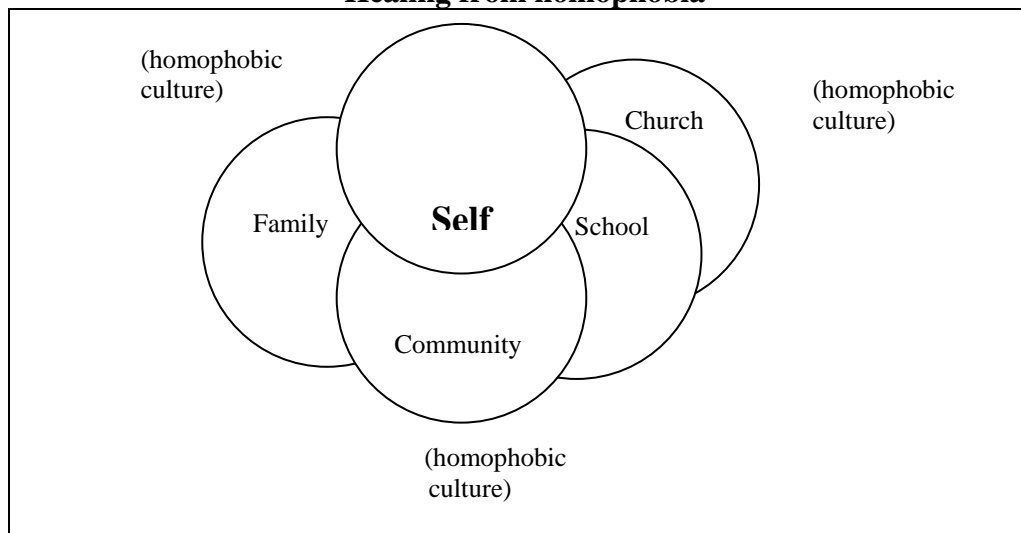 Healing from homophobia
(homophobic
culture)
(homophobic
culture)
Church
Family
Self
School
Community
(homophobic
culture)